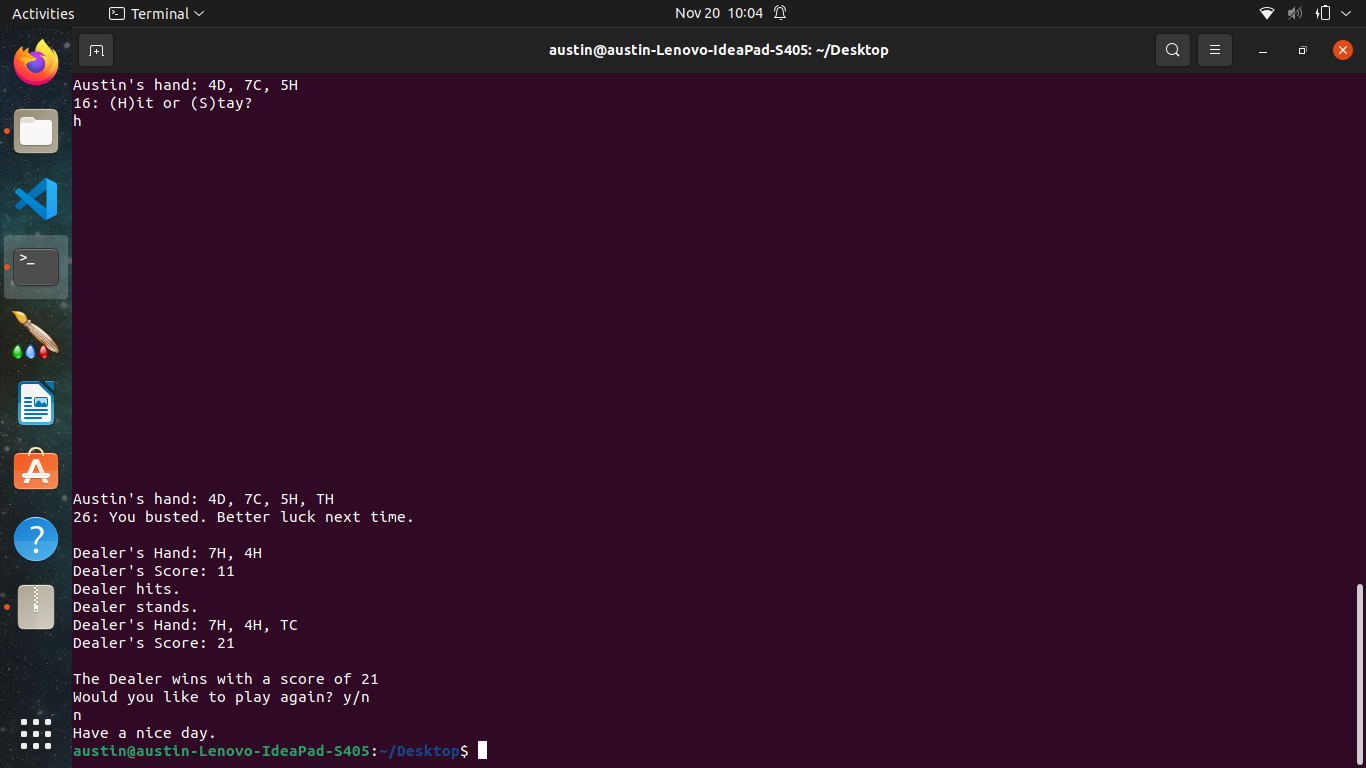 Activities
Terminal
Nov 20 10:04
austin@austin-Lenovo-IdeaPad-S405: ~/Desktop
Austin's hand: 4D, 7C, 5H
16: (H)it or (S)tay?
h
Austin's hand: 4D, 7C, 5H, TH
26: You busted. Better luck next time.
Dealer's Hand: 7H, 4H
Dealer's Score: 11
Dealer hits.
Dealer stands.
Dealer's Hand: 7H, 4H, TC
Dealer's Score: 21
The Dealer wins with a score of 21
Would you like to play again? y/n
n
Have a nice day.
austin@austin-Lenovo-IdeaPad-S405:~/Desktop$